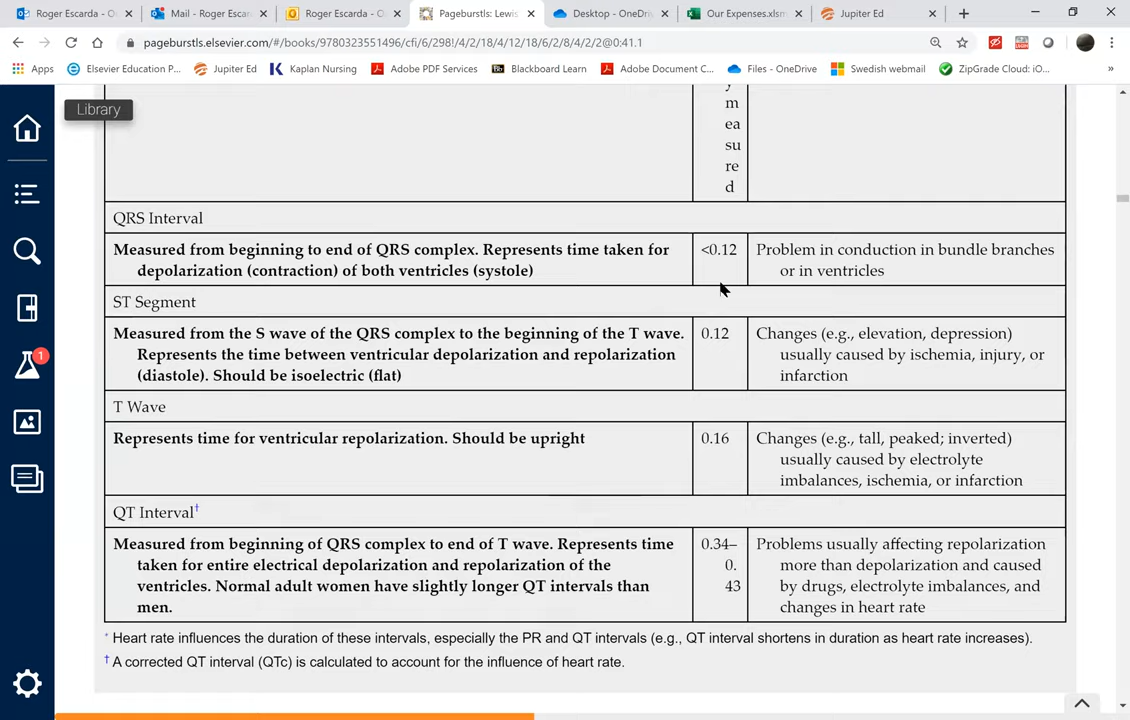 Roger Escarda - O
Mail - Roger Escar
Roger Escarda - O
Pageburstls: Lewis
Desktop - OneDri
Our Expenses.xlsm
Jupiter Ed
pageburstls.elsevier.com/#/books/9780323551496/cfi/6/298!/4/2/18/4/12/18/6/2/8/4/2/2@0:41.1
Apps
Elsevier Education P...
Jupiter Ed
Kaplan Nursing
Adobe PDF Services
Blackboard Learn
Adobe Document C...
Files - OneDrive
Swedish webmail
ZipGrade Cloud: iO...
»
Library
y
m
ea
su
re
d
QRS Interval
Measured from beginning to end of QRS complex. Represents time taken for
depolarization (contraction) of both ventricles (systole)
<0.12
Problem in conduction in bundle branches
or in ventricles
ST Segment
Measured from the S wave of the QRS complex to the beginning of the T wave.
Represents the time between ventricular depolarization and repolarization
(diastole). Should be isoelectric (flat)
0.12
Changes (e.g., elevation, depression)
usually caused by ischemia, injury, or
infarction
T Wave
Represents time for ventricular repolarization. Should be upright
0.16
Changes (e.g., tall, peaked; inverted)
usually caused by electrolyte
imbalances, ischemia, or infarction
QT Interval†
Measured from beginning of QRS complex to end of T wave. Represents time
taken for entire electrical depolarization and repolarization of the
ventricles. Normal adult women have slightly longer QT intervals than
men.
0.34–
0.
43
Problems usually affecting repolarization
more than depolarization and caused
by drugs, electrolyte imbalances, and
changes in heart rate
* Heart rate influences the duration of these intervals, especially the PR and QT intervals (e.g., QT interval shortens in duration as heart rate increases).
† A corrected QT interval (QTc) is calculated to account for the influence of heart rate.
1